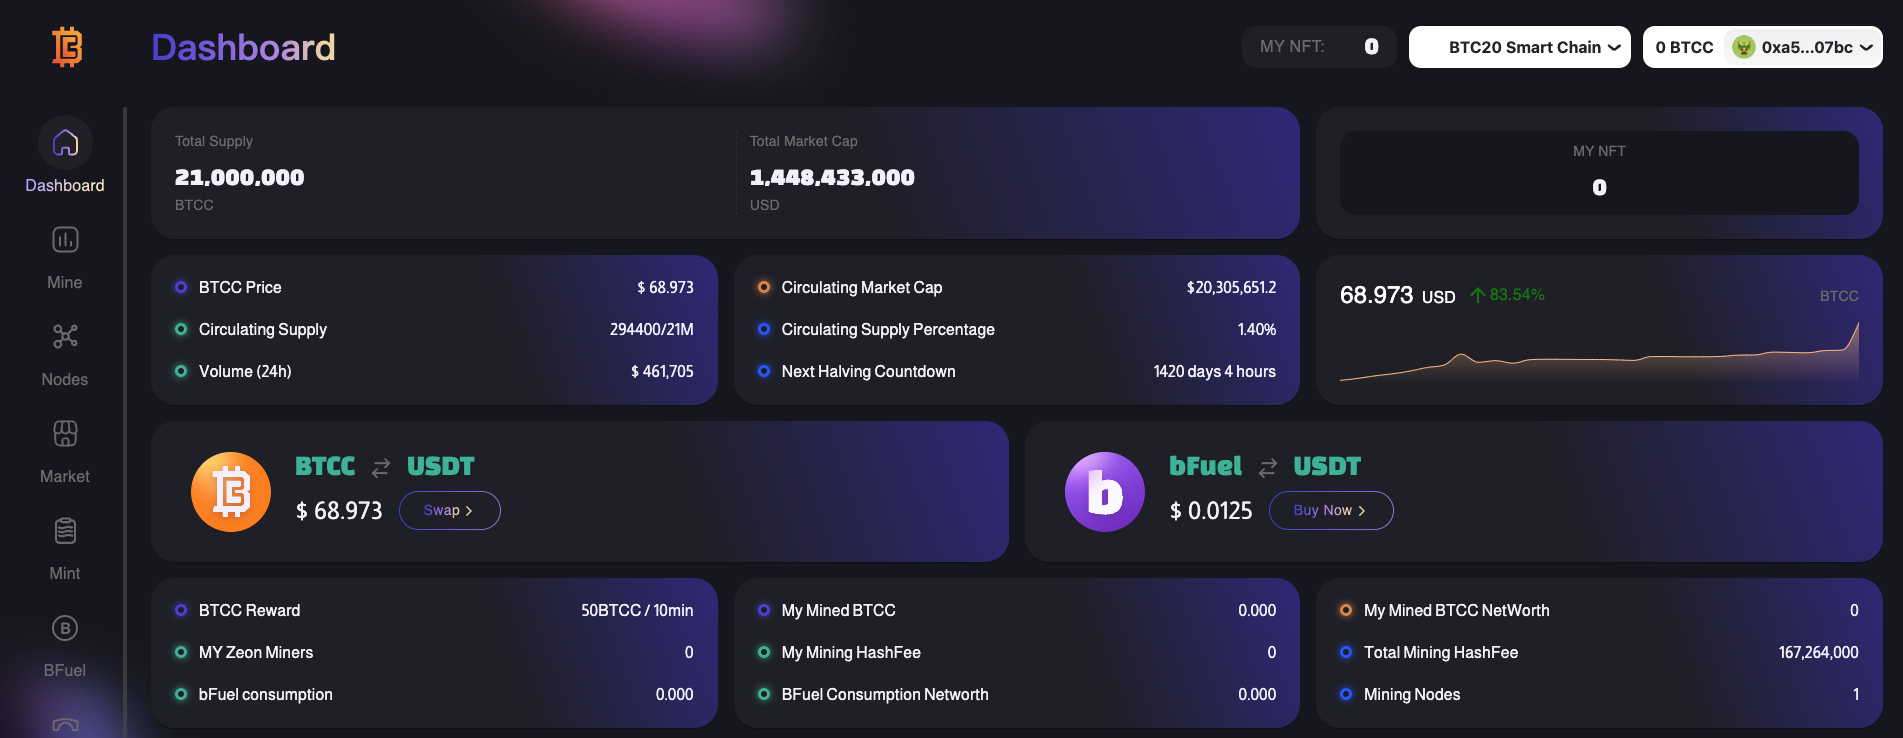 Dashboard
MY NFT: 0
BTC20 Smart Chain
0 BTCC 0xa5...07bc
Dashboard
Mine
Nodes
Market
Mint
BFuel
Total Supply
21,000,000
BTCC
Total Market Cap
1,448,433,000
USD
MY NFT
0
BTCC Price $ 68.973
Circulating Supply 294400/21M
Volume (24h) $ 461,705
Circulating Market Cap $20,305,651.2
Circulating Supply Percentage 1.40%
Next Halving Countdown 1420 days 4 hours
68.973 USD 83.54% BTCC
BTCC USDT
$ 68.973 Swap
b
bFuel USDT
$ 0.0125 Buy Now
BTCC Reward 50BTCC / 10min
MY Zeon Miners 0
bFuel consumption 0.000
My Mined BTCC 0.000
My Mining HashFee 0
BFuel Consumption Networth 0.000
My Mined BTCC NetWorth 0
Total Mining HashFee 167,264,000
Mining Nodes 1